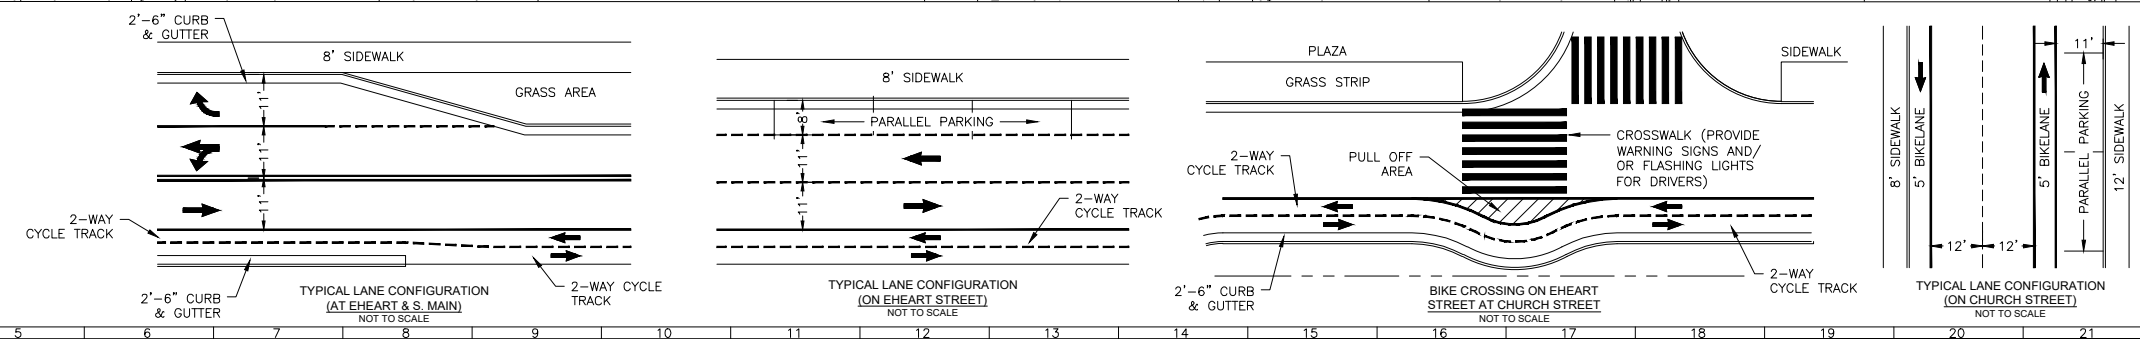 2'-6" CURB
& GUTTER
8' SIDEWALK
GRASS AREA
11'
11'
11'
2-WAY
CYCLE TRACK
2'-6" CURB
& GUTTER
2-WAY CYCLE
TRACK
TYPICAL LANE CONFIGURATION
(AT EHEART & S. MAIN)
NOT TO SCALE
8' SIDEWALK
8'
PARALLEL PARKING
11'
11'
2-WAY
CYCLE TRACK
TYPICAL LANE CONFIGURATION
(ON EHEART STREET)
NOT TO SCALE
PLAZA
GRASS STRIP
SIDEWALK
CROSSWALK (PROVIDE
WARNING SIGNS AND/
OR FLASHING LIGHTS
FOR DRIVERS)
PULL OFF
AREA
2-WAY
CYCLE TRACK
2'-6" CURB
& GUTTER
2-WAY
CYCLE TRACK
BIKE CROSSING ON EHEART
STREET AT CHURCH STREET
NOT TO SCALE
8' SIDEWALK
5' BIKELANE
12'
12'
5' BIKELANE
11'
PARALLEL PARKING
12' SIDEWALK
TYPICAL LANE CONFIGURATION
(ON CHURCH STREET)
NOT TO SCALE
5 6 7 8 9 10 11 12 13 14 15 16 17 18 19 20 21